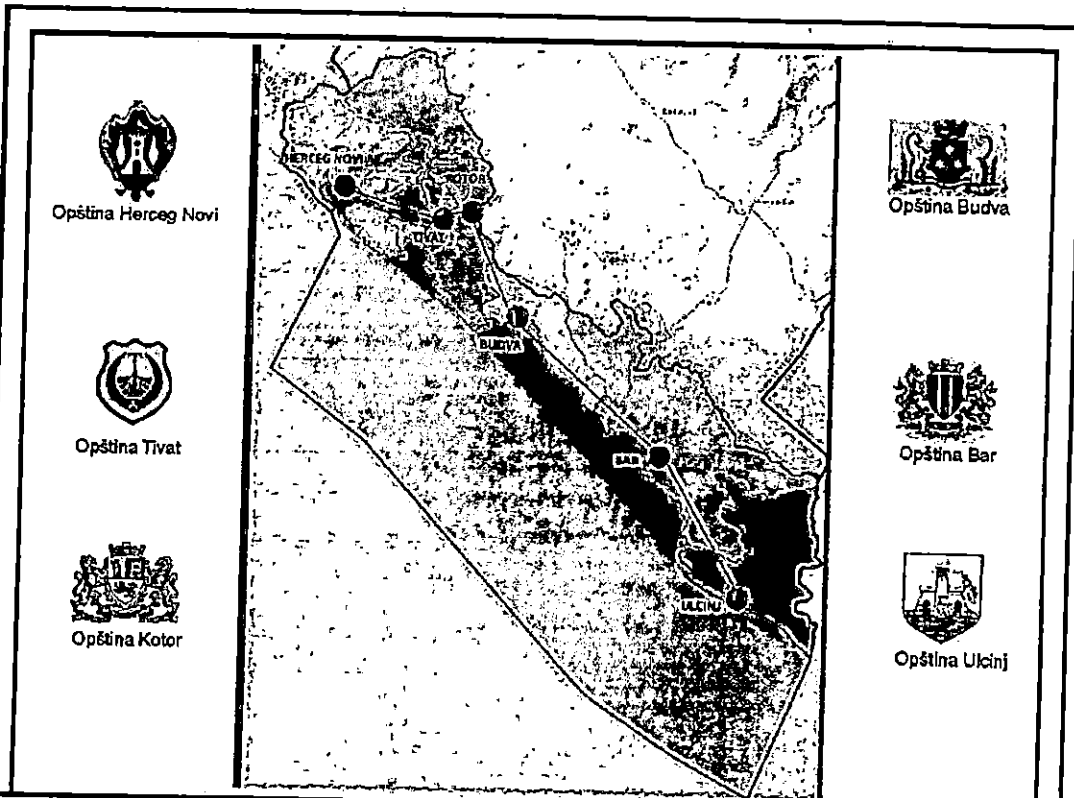 Opština Herceg Novi
Opština Tivat
Opština Kotor
HERCEG NOVI
KOTOR
TIVAT
BUDVA
BAR
ULCINJ
Opština Budva
Opština Bar
Opština Ulcinj